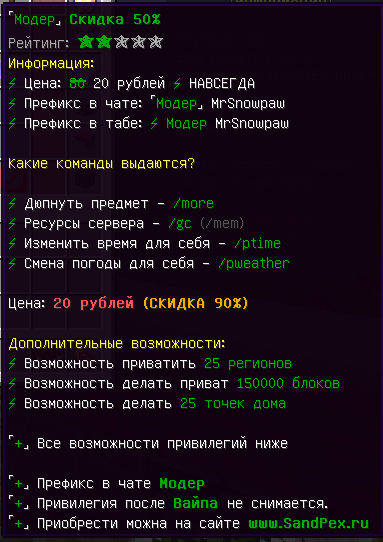 「Модер」 Скидка 50%
Рейтинг: ★★★★★
Информация:
⚡ Цена: 80 20 рублей ⚡ НАВСЕГДА
⚡ Префикс в чате: 「Модер」 MrSnowpaw
⚡ Префикс в табе: ⚡ Модер MrSnowpaw
Какие команды выдаются?
⚡ Дюпнуть предмет - /more
⚡ Ресурсы сервера - /gc (/mem)
⚡ Изменить время для себя - /ptime
⚡ Смена погоды для себя - /pweather
Цена: 20 рублей (СКИДКА 90%)
Дополнительные возможности:
⚡ Возможность приватить 25 регионов
⚡ Возможность делать приват 150000 блоков
⚡ Возможность делать 25 точек дома
「+」 Все возможности привилегий ниже
「+」 Префикс в чате Модер
「+」 Привилегия после Вайпа не снимается.
「+」 Приобрести можна на сайте www.SandPex.ru